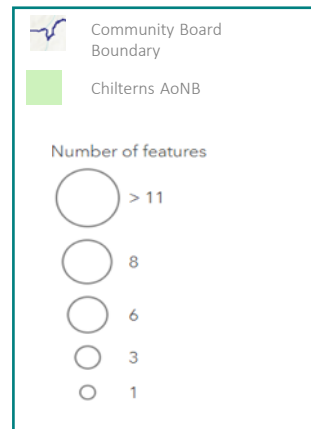 Community Board
Boundary
Chilterns AoNB
Number of features
> 11
8
6
3
1